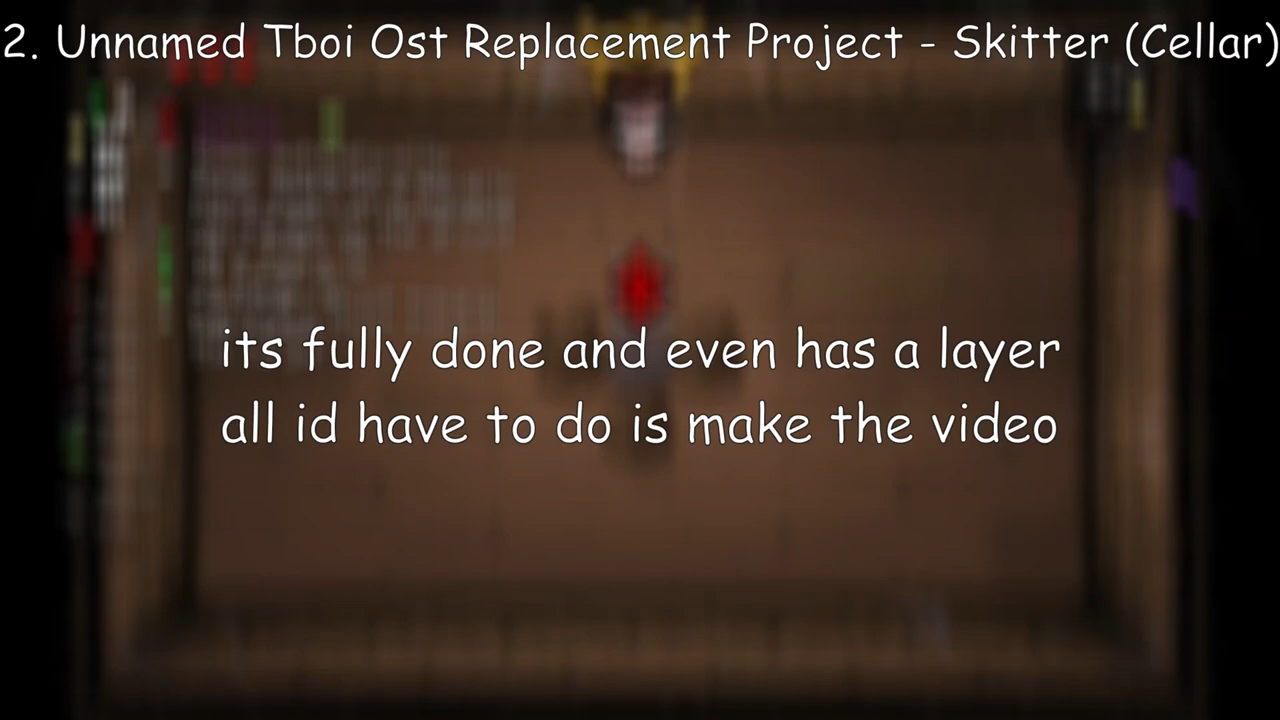 2. Unnamed Tboi Ost Replacement Project - Skitter (Cellar)
its fully done and even has a layer
all id have to do is make the video